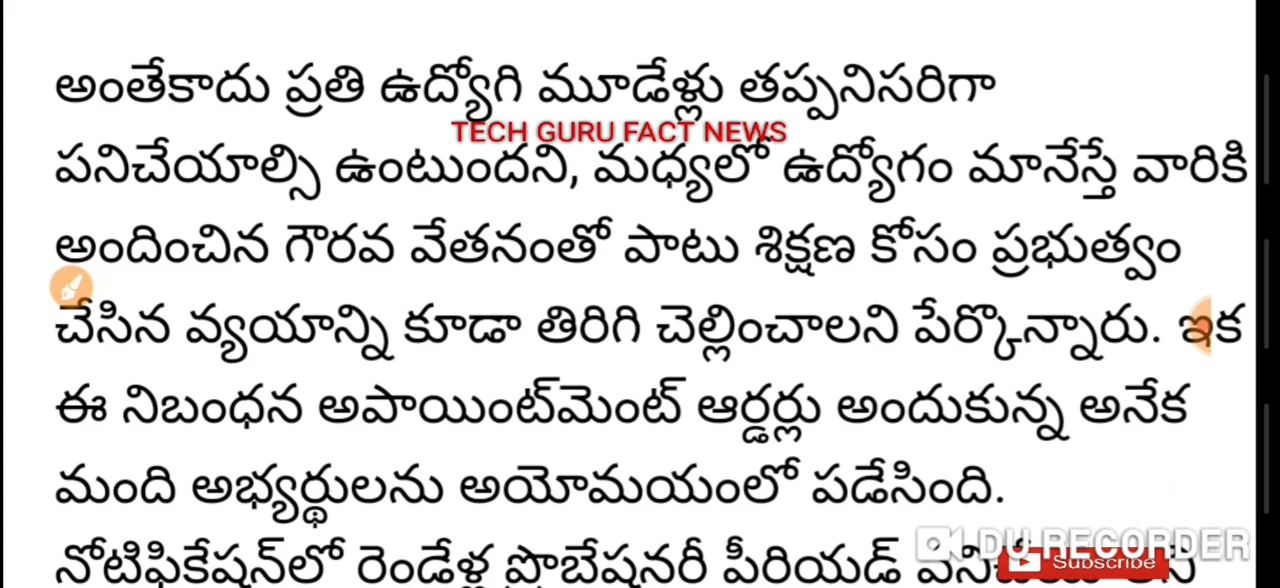 అంతేకాదు ప్రతి ఉద్యోగి మూడేళ్లు తప్పనిసరిగా
TECH GURU FACT NEWS
పనిచేయాల్సి ఉంటుందని, మధ్యలో ఉద్యోగం మానేస్తే వారికి
అందించిన గౌరవ వేతనంతో పాటు శిక్షణ కోసం ప్రభుత్వం
చేసిన వ్యయాన్ని కూడా తిరిగి చెల్లించాలని పేర్కొన్నారు. ఇక
ఈ నిబంధన అపాయింట్‌మెంట్ ఆర్డర్లు అందుకున్న అనేక
మంది అభ్యర్థులను అయోమయంలో పడేసింది.
నోటిఫికేషన్‌లో రెండేళ్ల ప్రొబేషనరీ పీరియడ్
DU RECORDER
Subscribe